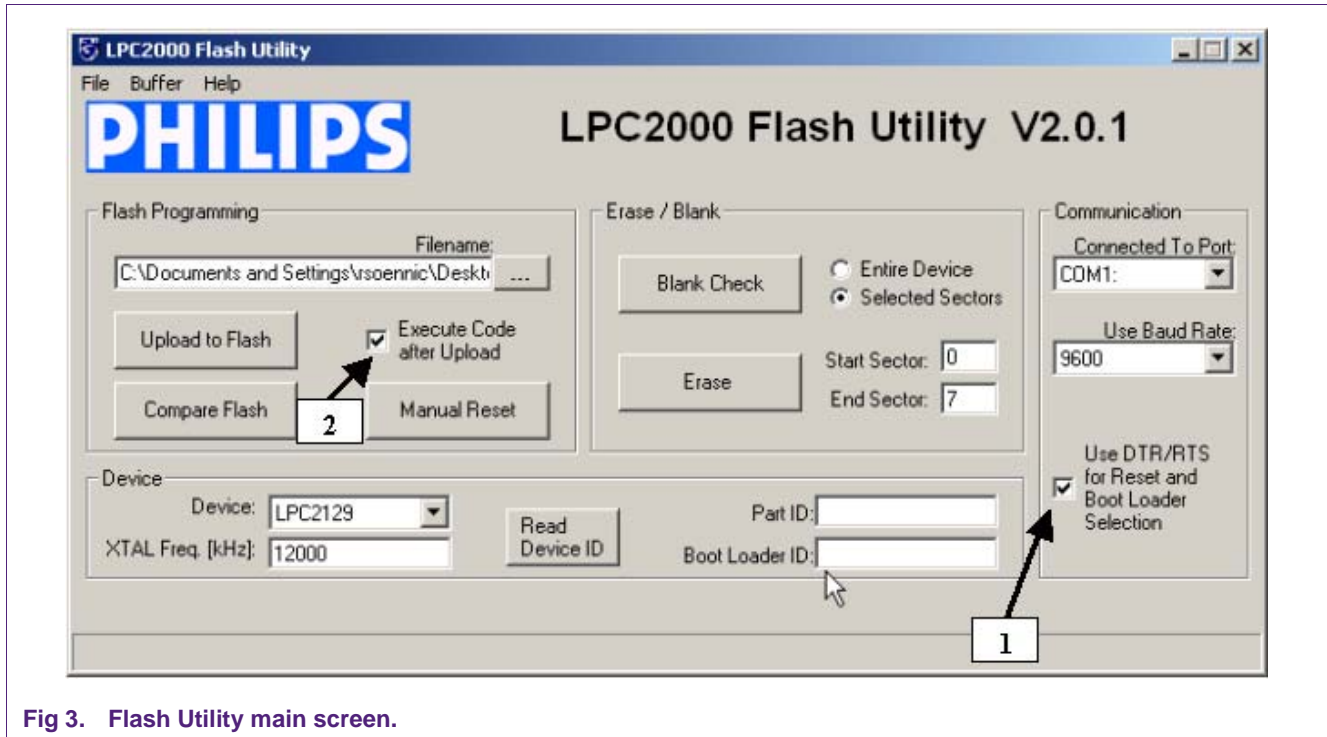 LPC2000 Flash Utility
File Buffer Help
PHILIPS
LPC2000 Flash Utility V2.0.1
Flash Programming
Filename:
C:\Documents and Settings\rsoennic\Deskt
...
Upload to Flash
Execute Code
after Upload
Compare Flash
2
Manual Reset
Erase / Blank
Blank Check
Entire Device
Selected Sectors
Erase
Start Sector: 0
End Sector: 7
Communication
Connected To Port:
COM1:
Use Baud Rate:
9600
Use DTR/RTS
for Reset and
Boot Loader
Selection
1
Device
Device: LPC2129
XTAL Freq. [kHz]: 12000
Read
Device ID
Part ID:
Boot Loader ID:
Fig 3. Flash Utility main screen.